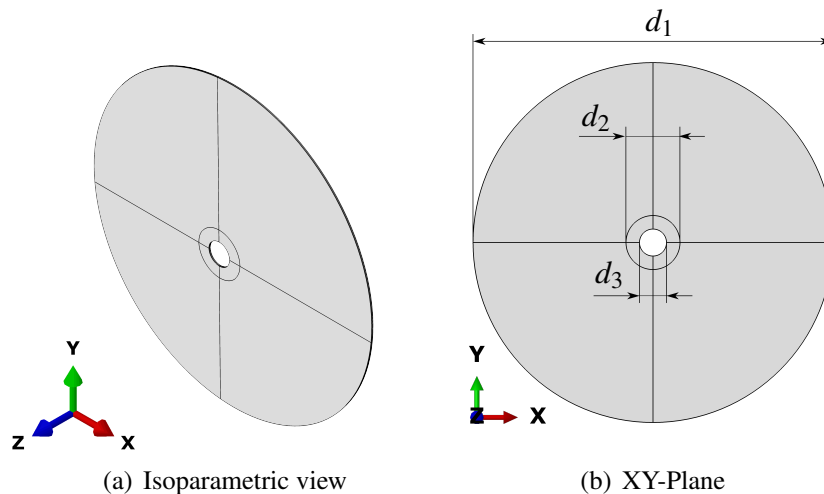 d1
d2
d3
Y
Z
X
Y
Z
X
(a) Isoparametric view
(b) XY-Plane